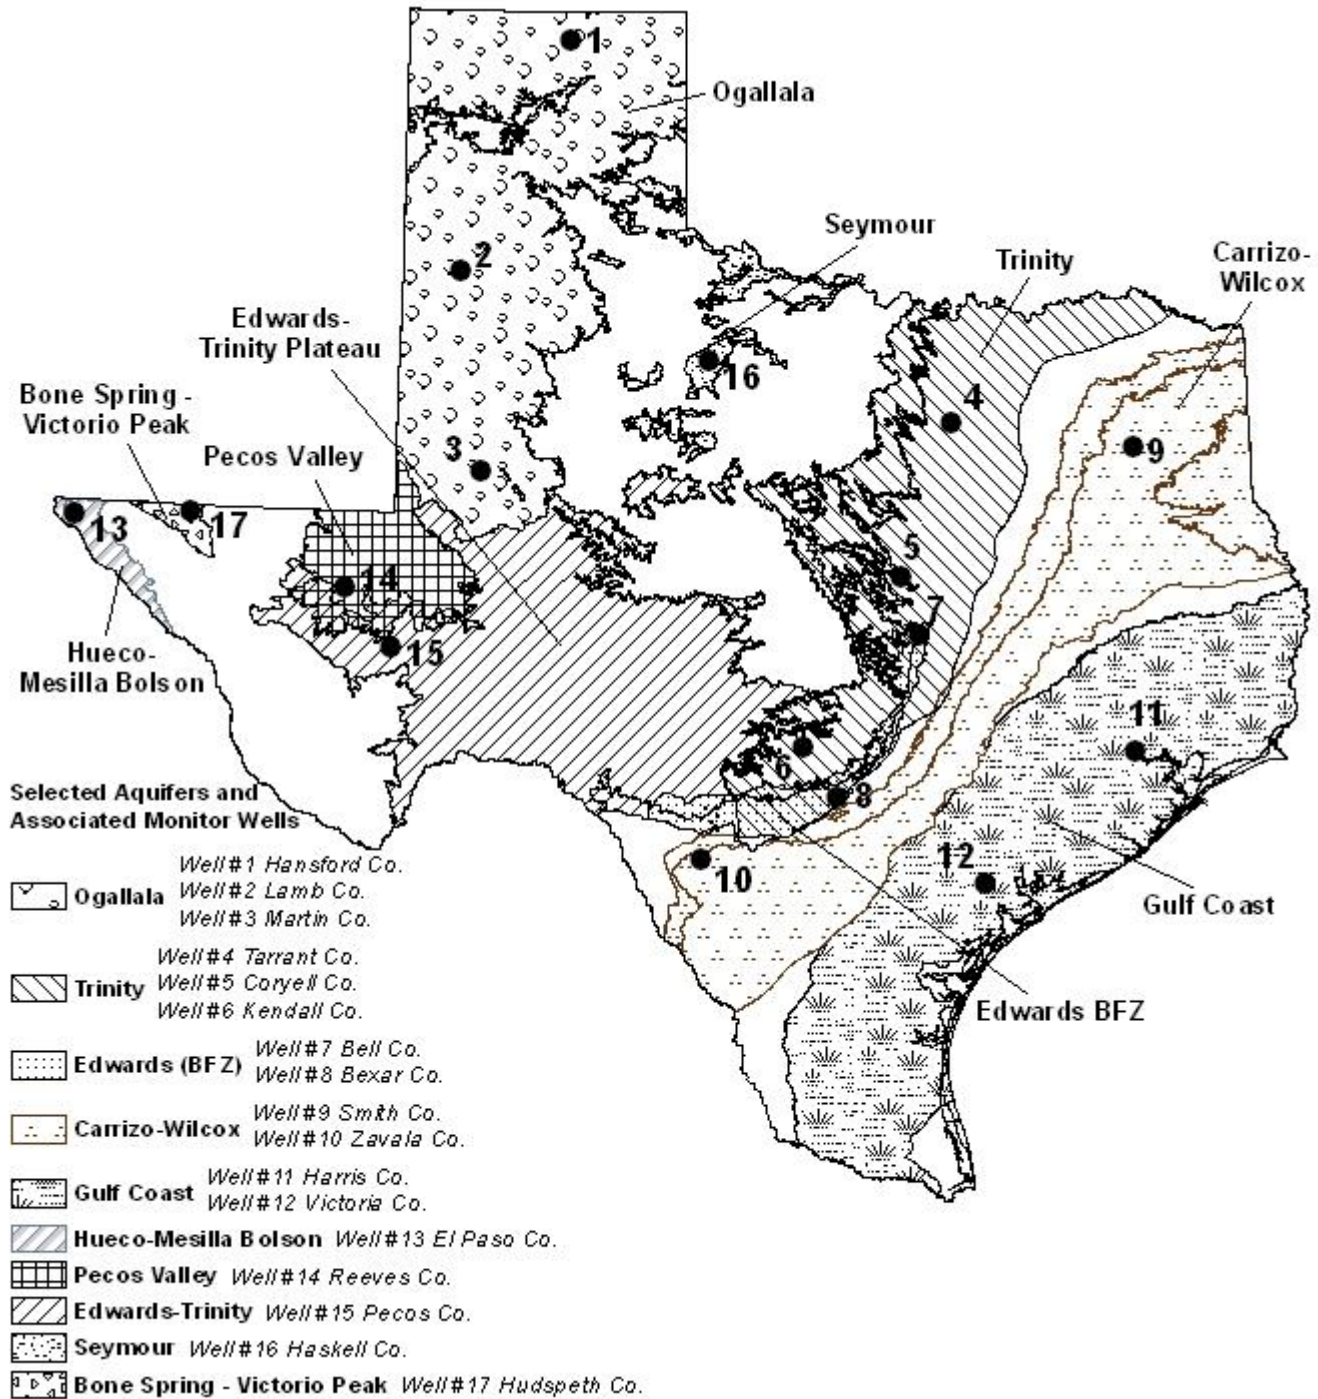 1
Ogallala
Seymour
Carrizo-
Wilcox
Trinity
2
Edwards-
Trinity Plateau
16
4
Bone Spring -
Victorio Peak
Pecos Valley
3
9
13
17
5
14
7
15
Hueco-
Mesilla Bolson
11
6
8
12
10
Gulf Coast
Edwards BFZ
Selected Aquifers and
Associated Monitor Wells
Well#1 Hansford Co.
Ogallala Well#2 Lamb Co.
Well#3 Martin Co.
Well#4 Tarrant Co.
Trinity Well#5 Coryell Co.
Well#6 Kendall Co.
Well#7 Bell Co.
Edwards (BFZ)
Well#8 Bexar Co.
Well#9 Smith Co.
Carrizo-Wilcox
Well#10 Zavala Co.
Well#11 Harris Co.
Gulf Coast
Well#12 Victoria Co.
Hueco-Mesilla Bolson Well#13 El Paso Co.
Pecos Valley Well#14 Reeves Co.
Edwards-Trinity Well#15 Pecos Co.
Seymour Well#16 Haskell Co.
Bone Spring - Victorio Peak Well#17 Hudspeth Co.